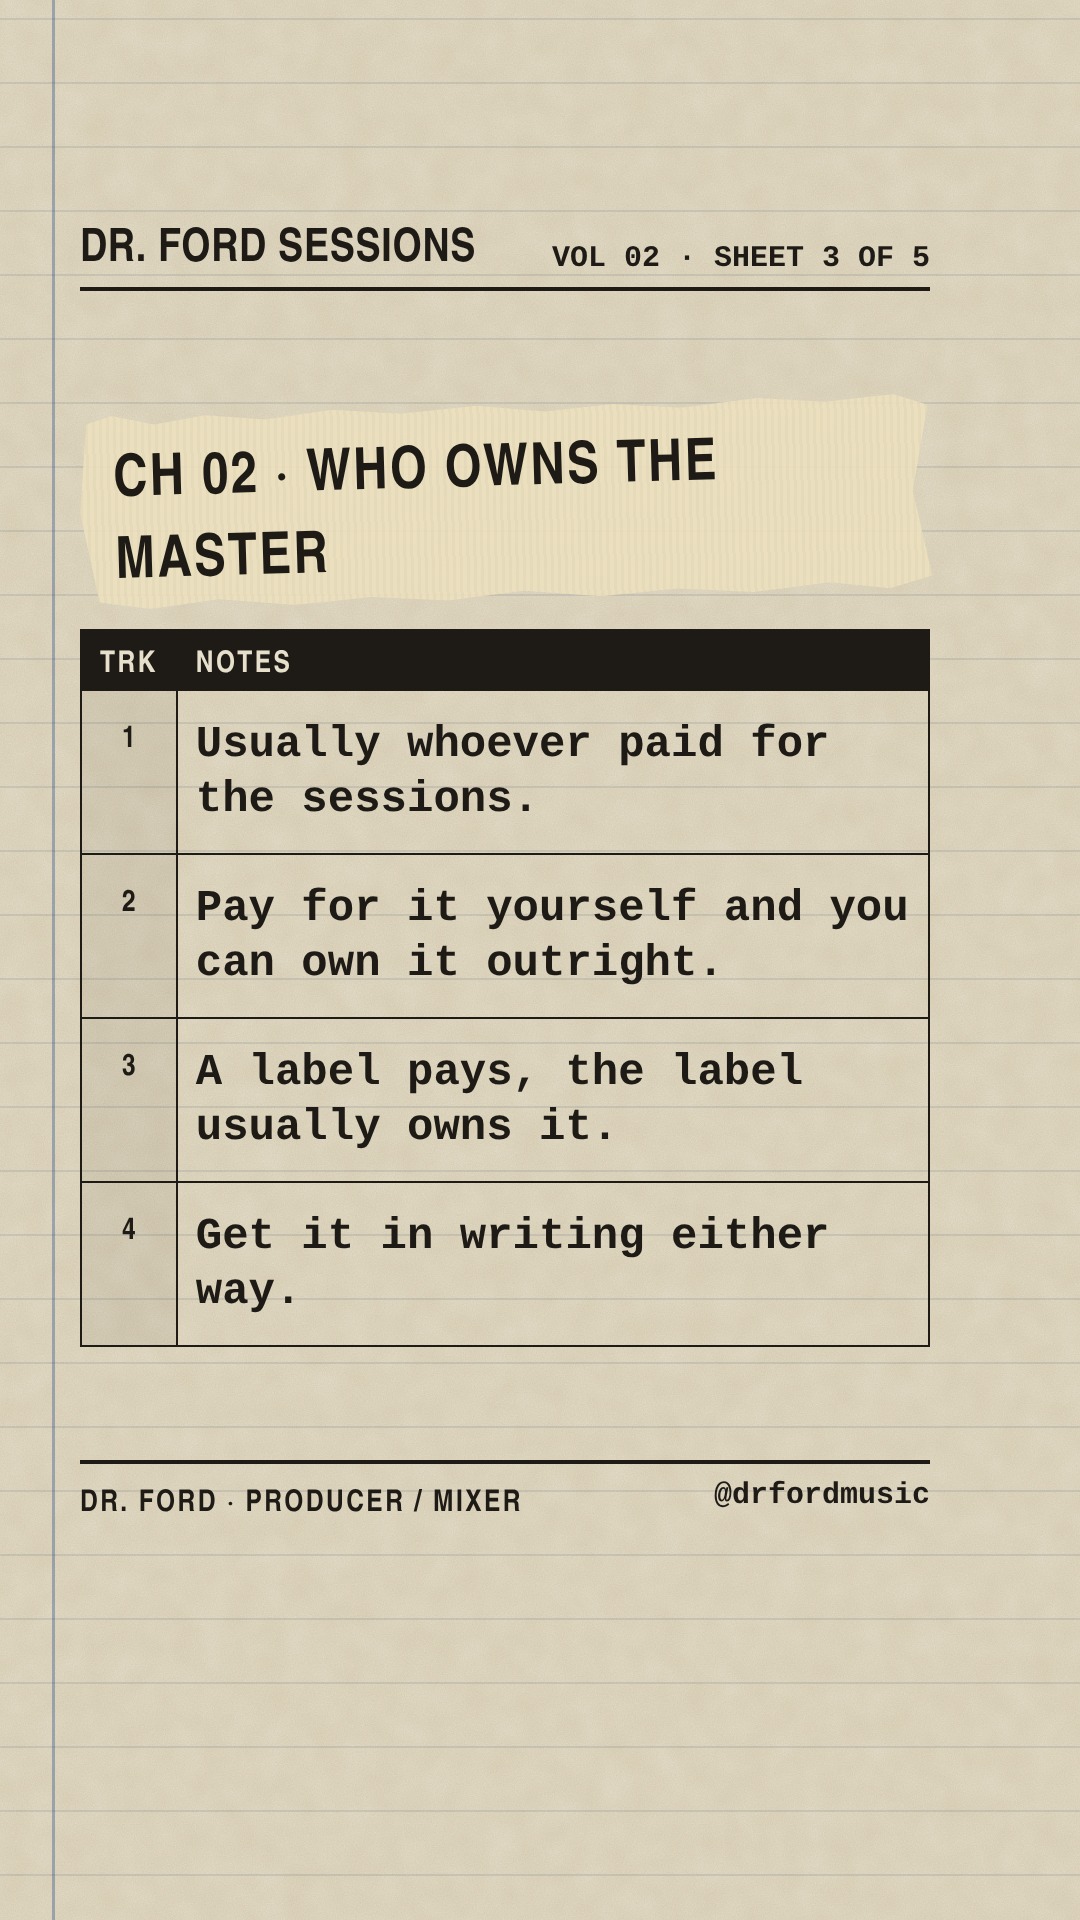 DR. FORD SESSIONS
VOL 02 · SHEET 3 OF 5
CH 02 · WHO OWNS THE
MASTER
TRK NOTES
1 Usually whoever paid for
the sessions.
2 Pay for it yourself and you
can own it outright.
3 A label pays, the label
usually owns it.
4 Get it in writing either
way.
DR. FORD · PRODUCER / MIXER
@drfordmusic